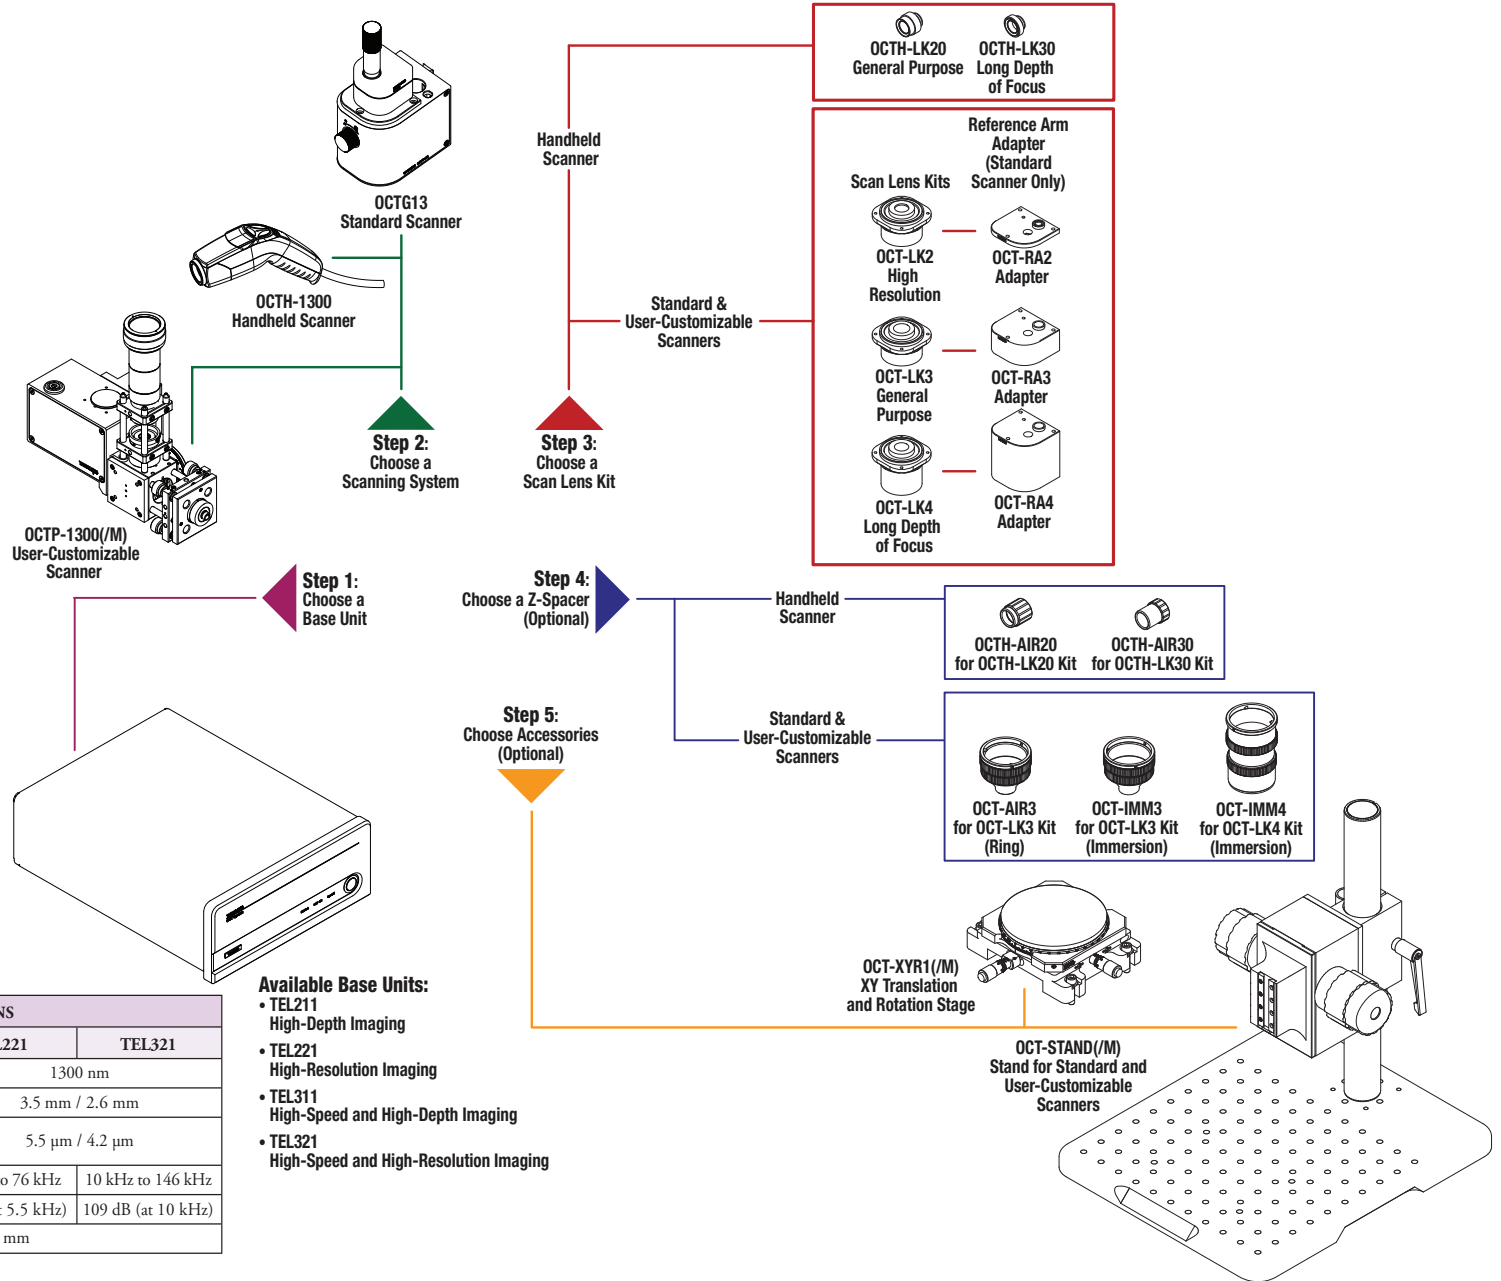 OCTH-LK20
General Purpose
OCTH-LK30
Long Depth
of Focus
Handheld
Scanner
Reference Arm
Adapter
(Standard
Scanner Only)
Scan Lens Kits
OCT-LK2
High
Resolution
OCT-RA2
Adapter
OCT-LK3
General
Purpose
OCT-RA3
Adapter
OCT-LK4
Long Depth
of Focus
OCT-RA4
Adapter
Standard &
User-Customizable
Scanners
OCTG13
Standard Scanner
OCTH-1300
Handheld Scanner
OCTP-1300(/M)
User-Customizable
Scanner
Step 2:
Choose a
Scanning System
Step 3:
Choose a
Scan Lens Kit
Step 1:
Choose a
Base Unit
Step 4:
Choose a Z-Spacer
(Optional)
Handheld
Scanner
OCTH-AIR20
for OCTH-LK20 Kit
OCTH-AIR30
for OCTH-LK30 Kit
Standard &
User-Customizable
Scanners
OCT-AIR3
for OCT-LK3 Kit
(Ring)
OCT-IMM3
for OCT-LK3 Kit
(Immersion)
OCT-IMM4
for OCT-LK4 Kit
(Immersion)
Step 5:
Choose Accessories
(Optional)
OCT-XYR1(/M)
XY Translation
and Rotation Stage
OCT-STAND(/M)
Stand for Standard and
User-Customizable
Scanners
Available Base Units:
• TEL211
High-Depth Imaging
• TEL221
High-Resolution Imaging
• TEL311
High-Speed and High-Depth Imaging
• TEL321
High-Speed and High-Resolution Imaging
NS
221 TEL321
1300 nm
3.5 mm / 2.6 mm
5.5 µm / 4.2 µm
o 76 kHz 10 kHz to 146 kHz
t 5.5 kHz) 109 dB (at 10 kHz)
mm